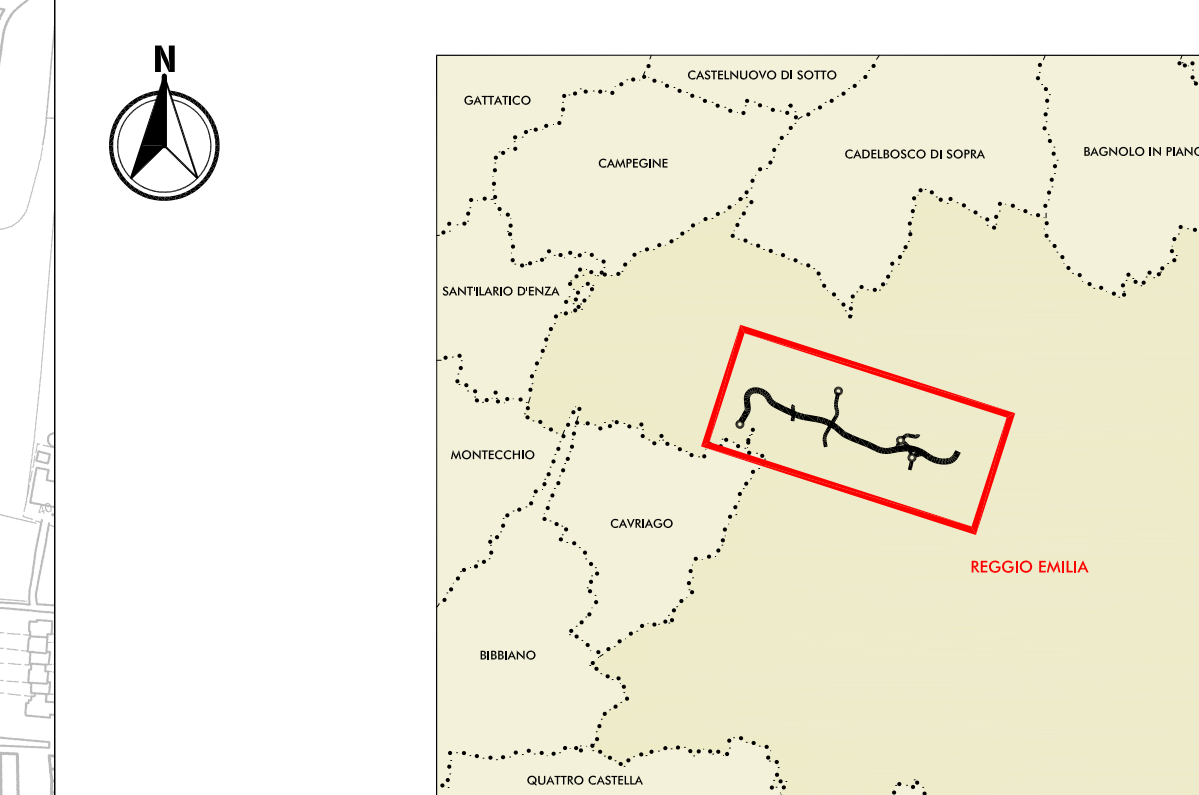 N
CASTELNUOVO DI SOTTO
GATTATICO
CAMPEGINE
CADELBOSCO DI SOPRA
BAGNOLO IN PIANO
SANT'ILARIO D'ENZA
MONTECCHIO
CAVRIAGO
REGGIO EMILIA
BIBBIANO
QUATTRO CASTELLA